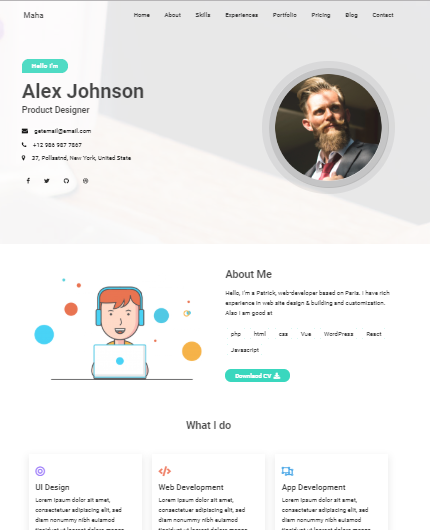 Maha
Home About Skills Experiences Portfolio Pricing Blog Contact
Hello I'm
Alex Johnson
Product Designer
getemail@email.com
+12 986 987 7867
37, Pollsstnd, New York, United State
About Me
Hello, I'm a Patrick, web-developer based on Paris. I have rich
experience in web site design & building and customization.
Also I am good at
php html css Vue WordPress React
Javascript
Download CV
What I do
UI Design
Lorem ipsum dolor sit amet,
consectetuer adipiscing elit, sed
diam nonummy nibh euismod
Web Development
Lorem ipsum dolor sit amet,
consectetuer adipiscing elit, sed
diam nonummy nibh euismod
App Development
Lorem ipsum dolor sit amet,
consectetuer adipiscing elit, sed
diam nonummy nibh euismod